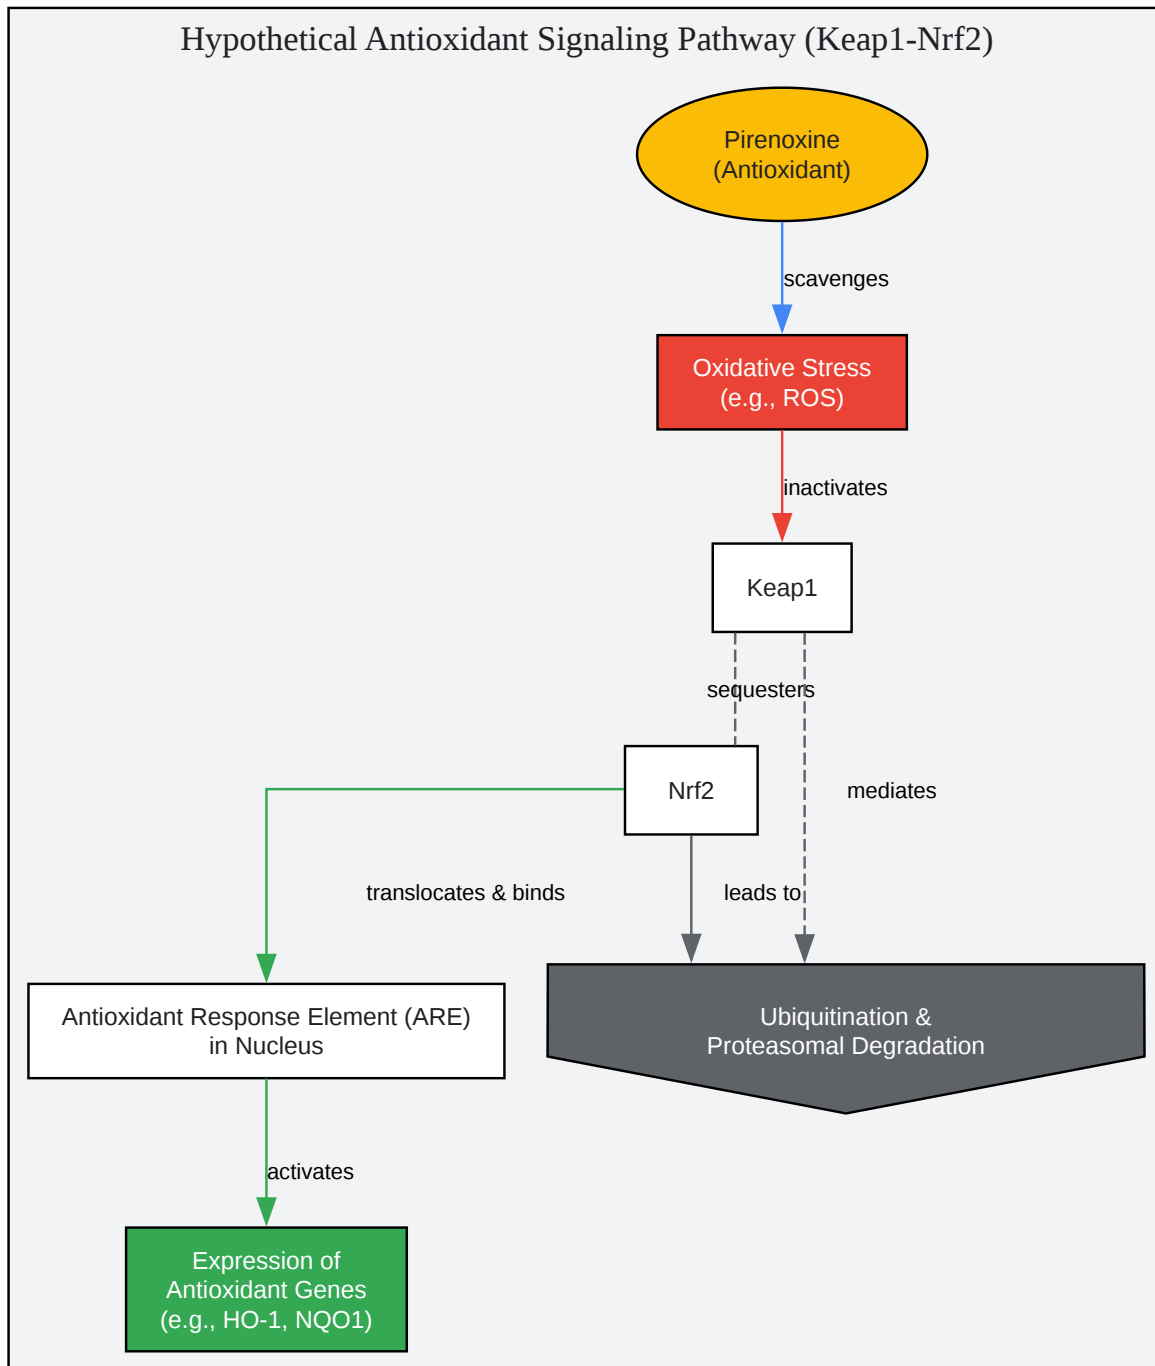 Hypothetical Antioxidant Signaling Pathway (Keap1-Nrf2)
Pirenoxine
(Antioxidant)
scavenges
Oxidative Stress
(e.g., ROS)
inactivates
Keap1
sequesters
Nrf2
mediates
translocates & binds
leads to
Antioxidant Response Element (ARE)
in Nucleus
Ubiquitination &
Proteasomal Degradation
activates
Expression of
Antioxidant Genes
(e.g., HO-1, NQO1)